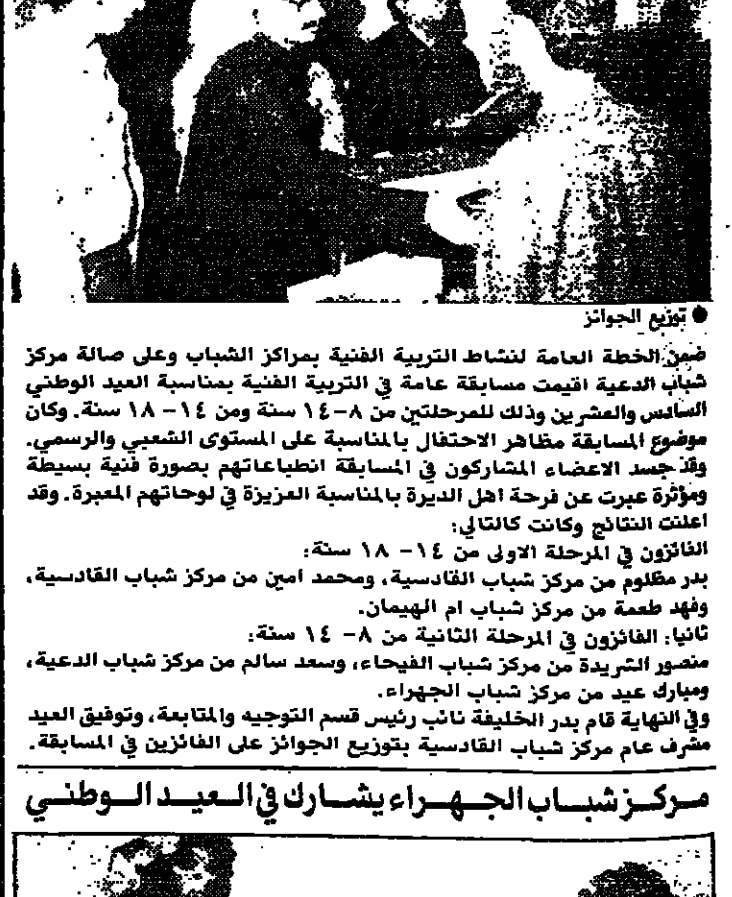 ● توزيع الجوائز
ضمن الخطة العامة لنشاط التربية الفنية بمراكز الشباب وعلى صالة مركز
شباب الدعية اقيمت مسابقة عامة في التربية الفنية بمناسبة العيد الوطني
السادس والعشرين وذلك للمرحلتين من ٨-١٤ سنة ومن ١٤- ١٨ سنة. وكان
موضوع المسابقة مظاهر الاحتفال بالمناسبة على المستوى الشعبي والرسمي.
وقد جسد الاعضاء المشاركون في المسابقة انطباعاتهم بصورة فنية بسيطة
ومؤثرة عبرت عن فرحة اهل الديرة بالمناسبة العزيزة في لوحاتهم المعبرة. وقد
اعلنت النتائج وكانت كالتالي:
الفائزون في المرحلة الاولى من ١٤- ١٨ سنة:
بدر مظلوم من مركز شباب القادسية، ومحمد امين من مركز شباب القادسية،
وفهد طعمة من مركز شباب ام الهيمان.
ثانيا: الفائزون في المرحلة الثانية من ٨- ١٤ سنة:
منصور الشريدة من مركز شباب الفيحاء، وسعد سالم من مركز شباب الدعية،
ومبارك عيد من مركز شباب الجهراء.
وفي النهاية قام بدر الخليفة نائب رئيس قسم التوجيه والمتابعة، وتوفيق العيد
مشرف عام مركز شباب القادسية بتوزيع الجوائز على الفائزين في المسابقة.
مركز شباب الجهراء يشارك في العيد الوطني